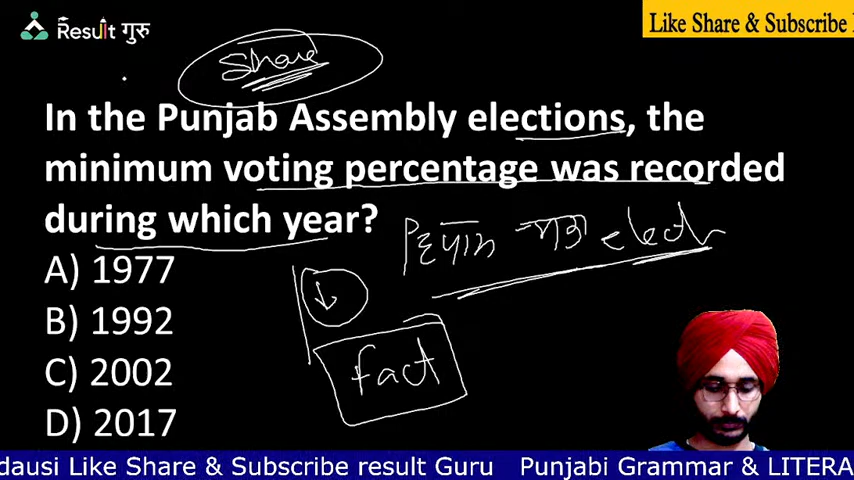 Result गुरु
Like Share & Subscribe
Share
In the Punjab Assembly elections, the
minimum voting percentage was recorded
during which year?
A) 1977
B) 1992
C) 2002
D) 2017
fact
dausi Like Share & Subscribe result Guru Punjabi Grammar & LITERA